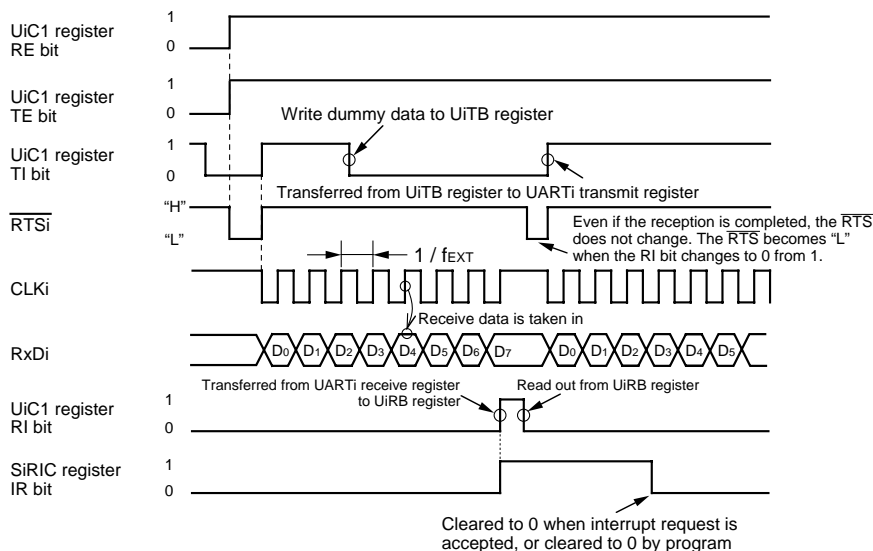 UiC1 register
RE bit
1
0
UiC1 register
TE bit
1
0
Write dummy data to UiTB register
UiC1 register
TI bit
1
0
Transferred from UiTB register to UARTi transmit register
RTSi
“H”
“L”
Even if the reception is completed, the RTS
does not change. The RTS becomes “L”
when the RI bit changes to 0 from 1.
1 / fEXT
CLKi
Receive data is taken in
RxDi
D0 D1 D2 D3 D4 D5 D6 D7 D0 D1 D2 D3 D4 D5
Transferred from UARTi receive register
to UiRB register
Read out from UiRB register
UiC1 register
RI bit
1
0
SiRIC register
IR bit
1
0
Cleared to 0 when interrupt request is
accepted, or cleared to 0 by program